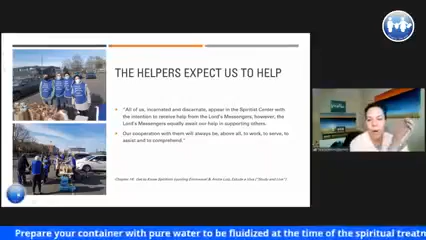 THE HELPERS EXPECT US TO HELP
"All of us, incarnated and discarnate, appear in the Spiritist Center with
the intention to receive help from the Lord's Messengers; however, from
the Lord's Messengers equally await our help in supporting others.
Our cooperation with them will always be, above all, to work, to serve, to
assist and to comprehend."
Prepare your container with pure water to be fluidized at the time of the spiritual treatm